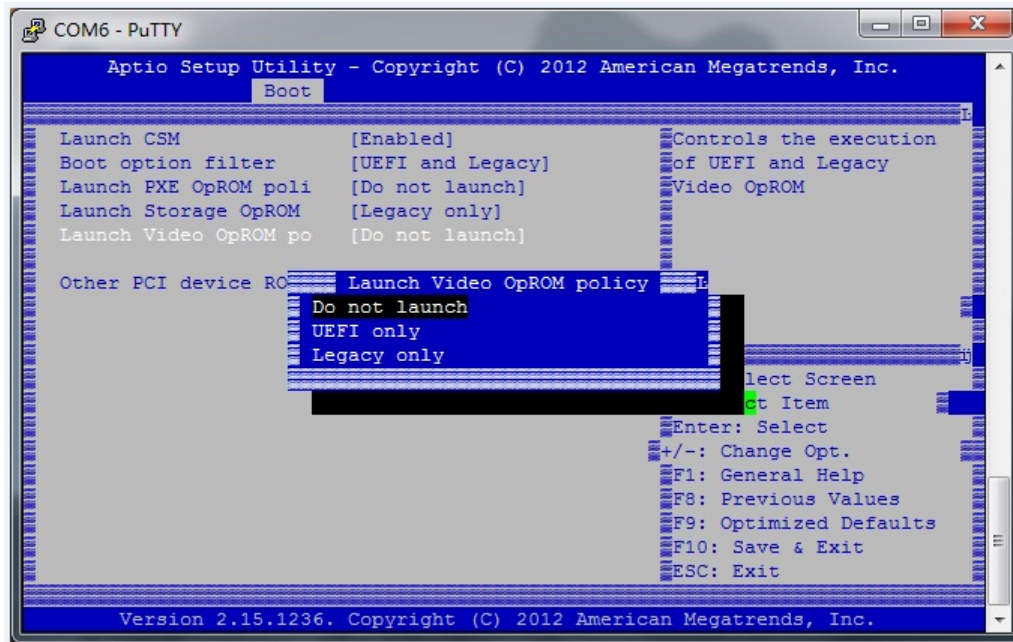 COM6 - PuTTY
Aptio Setup Utility - Copyright (C) 2012 American Megatrends, Inc.
Boot
Launch CSM [Enabled]
Boot option filter [UEFI and Legacy]
Launch PXE OpROM poli [Do not launch]
Launch Storage OpROM [Legacy only]
Launch Video OpROM po [Do not launch]
Other PCI device RO
Controls the execution
of UEFI and Legacy
Video OpROM
Launch Video OpROM policy
Do not launch
UEFI only
Legacy only
lect Screen
ct Item
Enter: Select
+/-: Change Opt.
F1: General Help
F8: Previous Values
F9: Optimized Defaults
F10: Save & Exit
ESC: Exit
Version 2.15.1236. Copyright (C) 2012 American Megatrends, Inc.